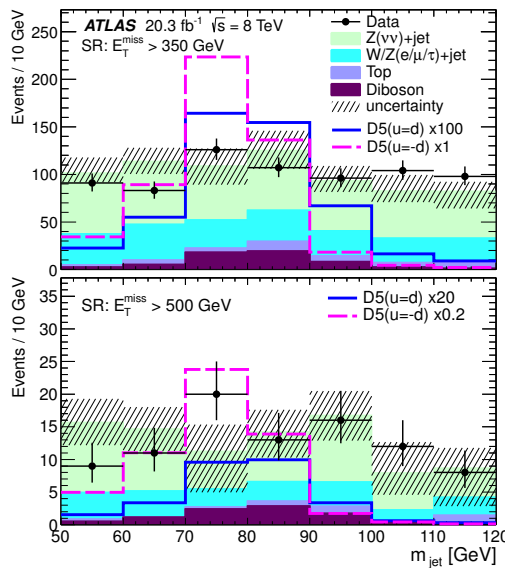 Events / 10 GeV
ATLAS 20.3 fb⁻¹ √s = 8 TeV
SR: E_T^miss > 350 GeV
Data
Z(νν)+jet
W/Z(e/μ/τ)+jet
Top
Diboson
uncertainty
D5(u=d) x100
D5(u=-d) x1
250
200
150
100
50
0
Events / 10 GeV
SR: E_T^miss > 500 GeV
D5(u=d) x20
D5(u=-d) x0.2
35
30
25
20
15
10
5
0
50 60 70 80 90 100 110 120
m_jet [GeV]